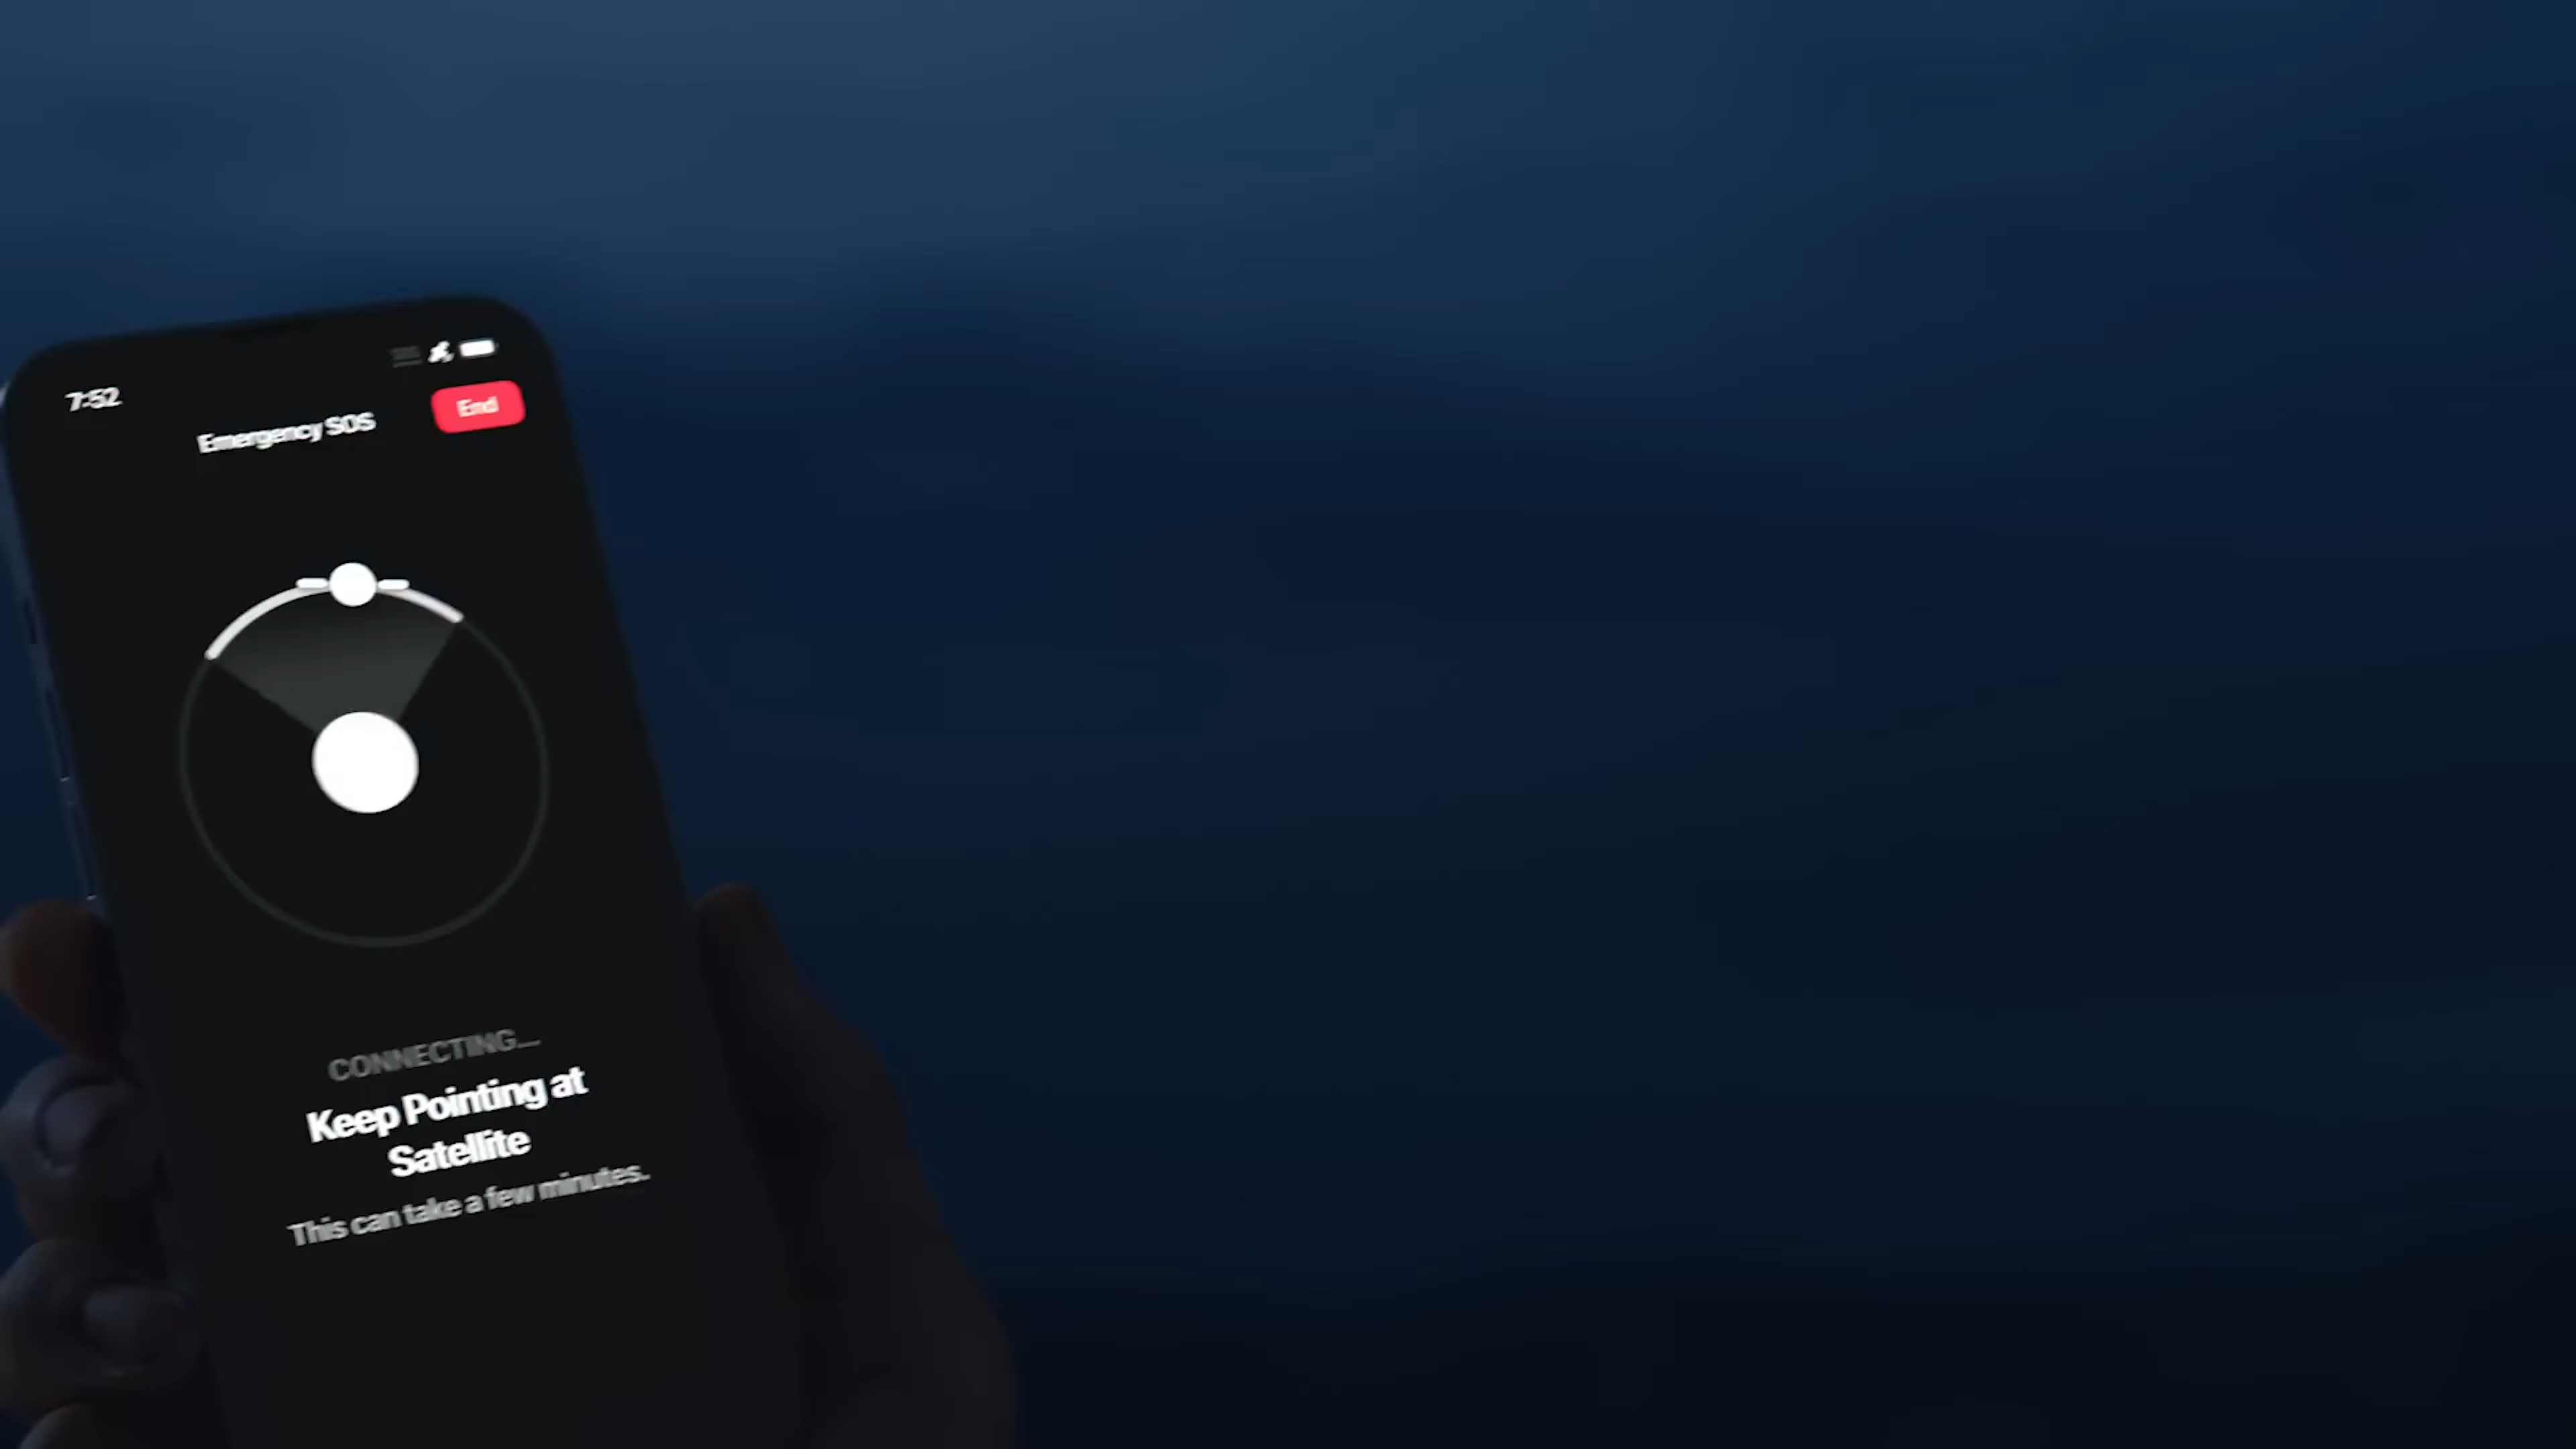 7:52
Emergency SOS
End
CONNECTING...
Keep Pointing at
Satellite
This can take a few minutes.